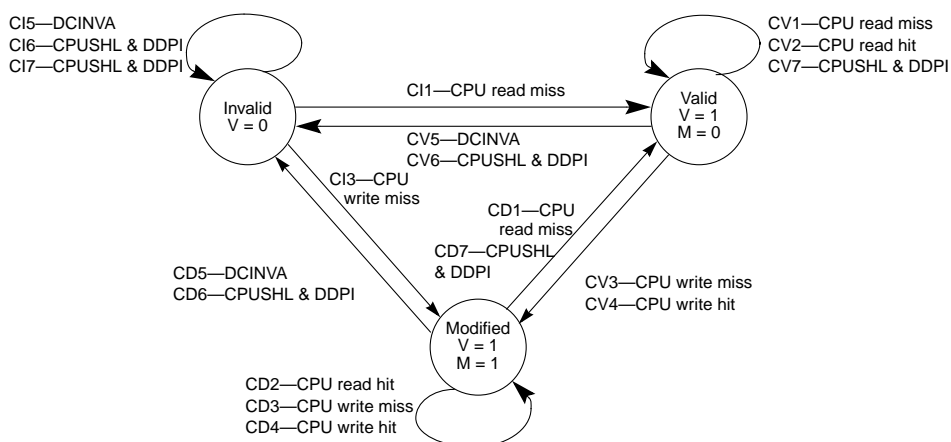 CI5—DCINVA
CI6—CPUSHL & DDPI
CI7—CPUSHL & DDPI
CV1—CPU read miss
CV2—CPU read hit
CV7—CPUSHL & DDPI
Invalid
V = 0
CI1—CPU read miss
Valid
V = 1
M = 0
CV5—DCINVA
CV6—CPUSHL & DDPI
CI3—CPU
write miss
CD1—CPU
read miss
CD7—CPUSHL
& DDPI
CD5—DCINVA
CD6—CPUSHL & DDPI
CV3—CPU write miss
CV4—CPU write hit
Modified
V = 1
M = 1
CD2—CPU read hit
CD3—CPU write miss
CD4—CPU write hit